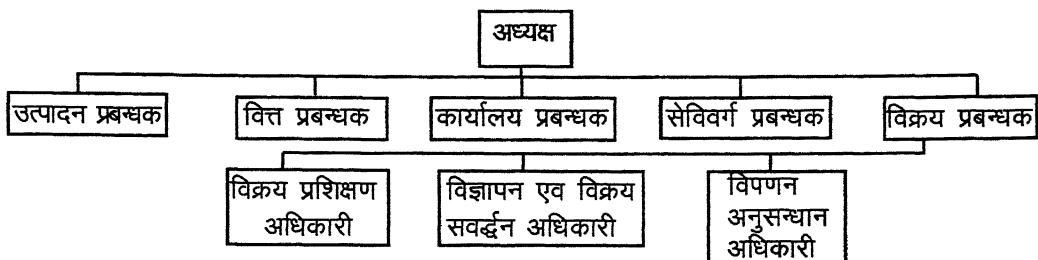 अध्यक्ष
उत्पादन प्रबन्धक
वित्त प्रबन्धक
कार्यालय प्रबन्धक
सेविवर्ग प्रबन्धक
विक्रय प्रबन्धक
विक्रय प्रशिक्षण
अधिकारी
विज्ञापन एव विक्रय
सवर्द्धन अधिकारी
विपणन
अनुसन्धान
अधिकारी